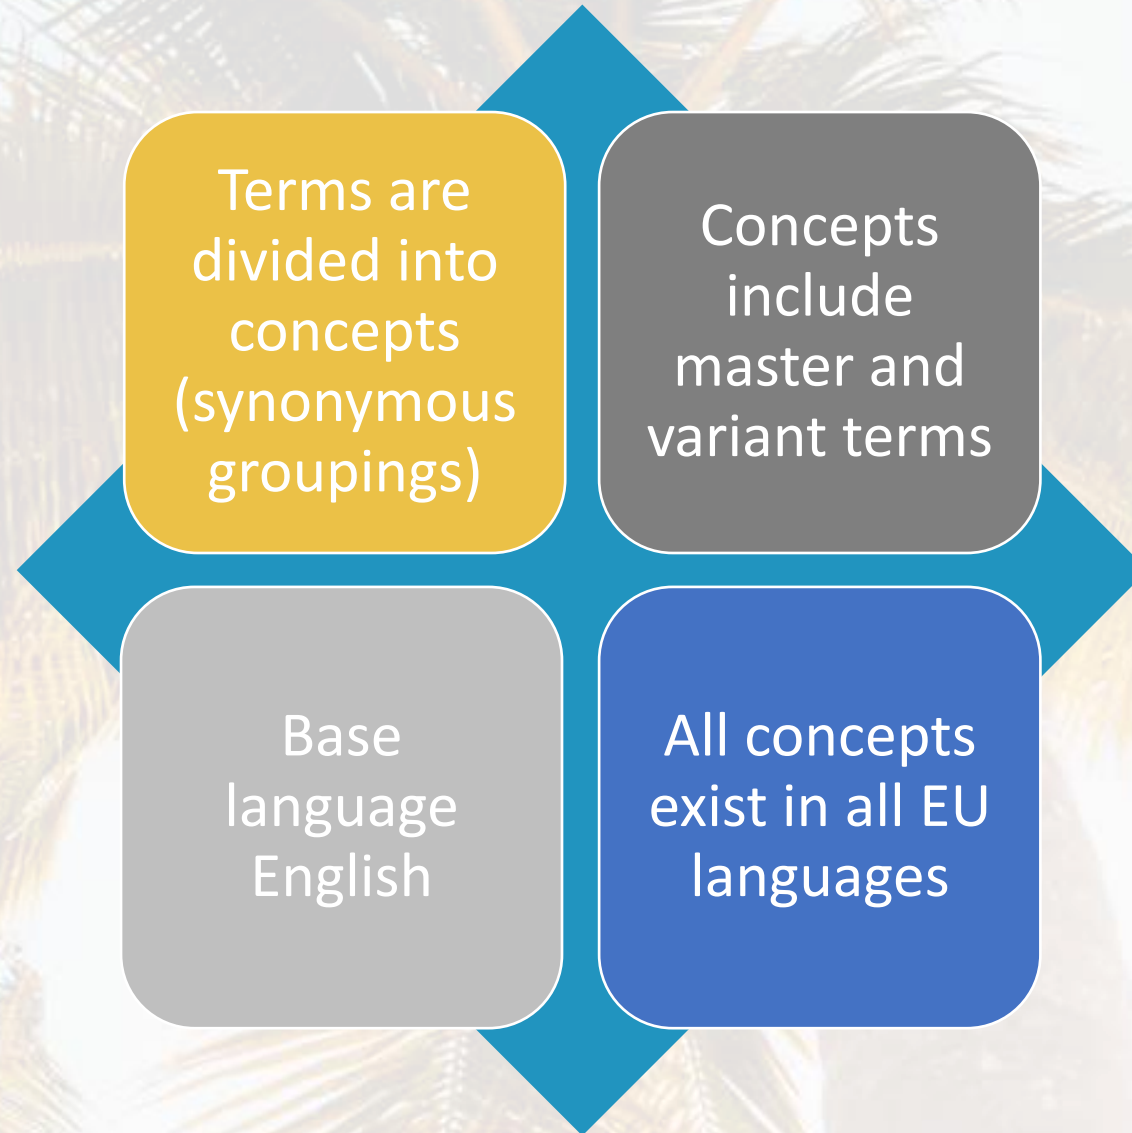 Terms are
divided into
concepts
(synonymous
groupings)
Concepts
include
master and
variant terms
Base
language
English
All concepts
exist in all EU
languages